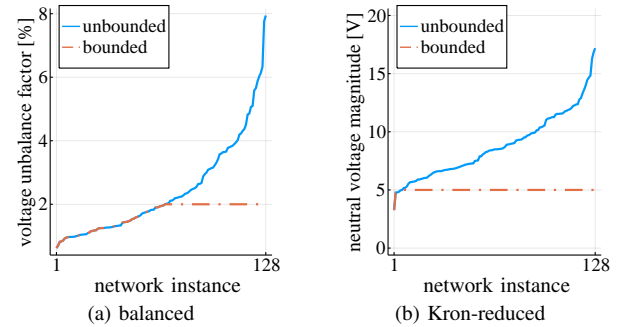 voltage unbalance factor [%]
8
6
4
2
unbounded
bounded
1
128
network instance
(a) balanced
neutral voltage magnitude [V]
20
15
10
5
0
unbounded
bounded
1
128
network instance
(b) Kron-reduced